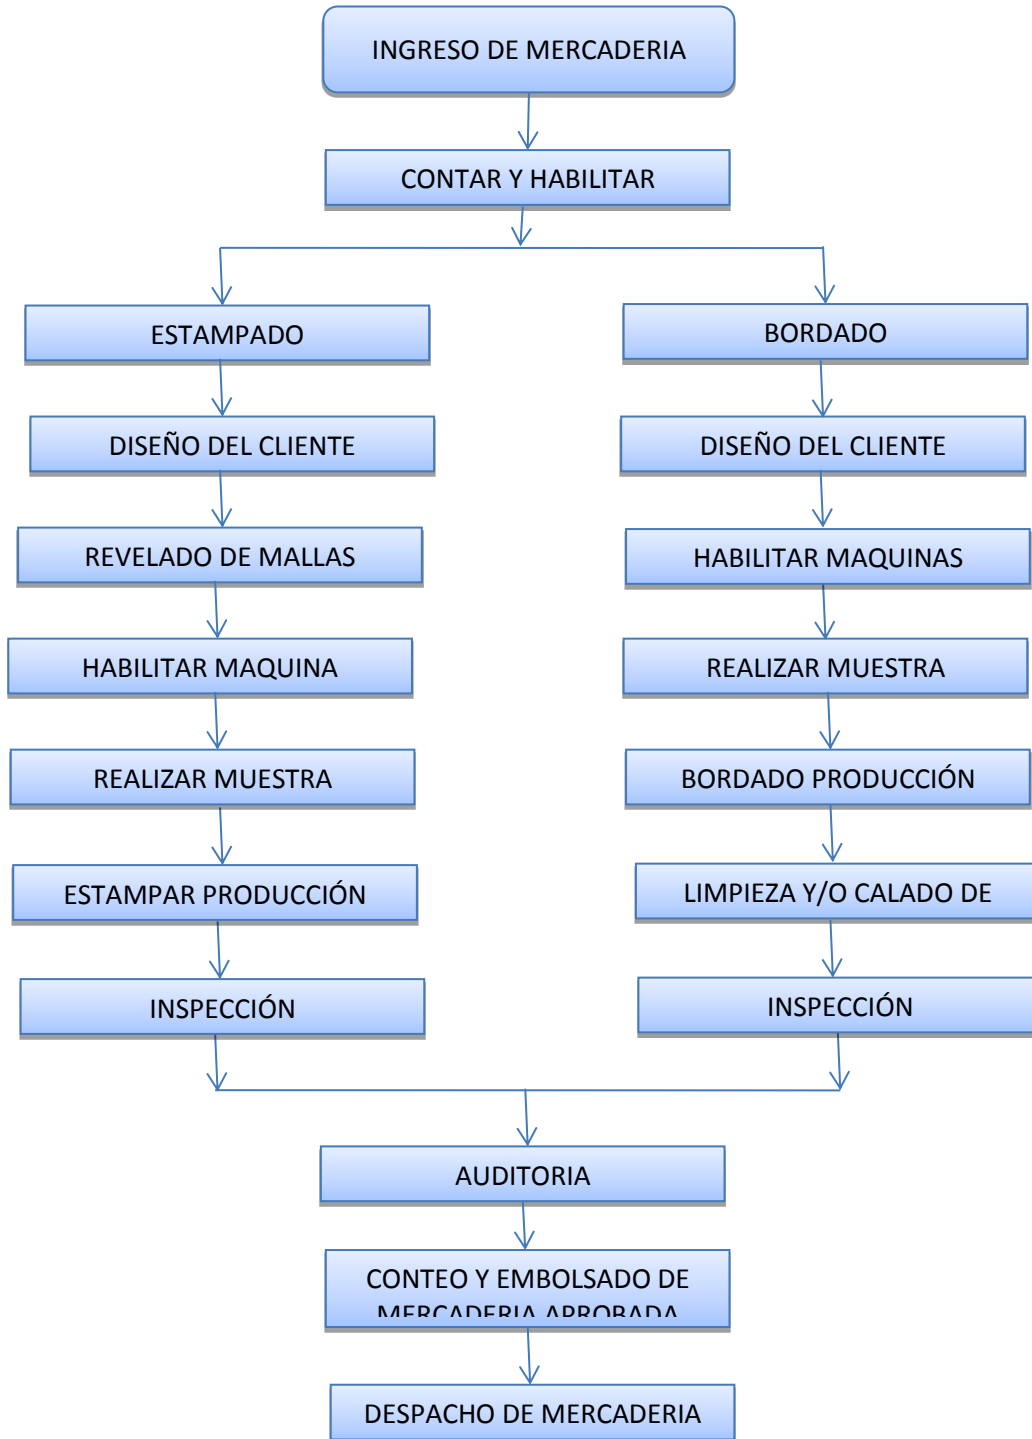 INGRESO DE MERCADERIA
CONTAR Y HABILITAR
ESTAMPADO
DISEÑO DEL CLIENTE
REVELADO DE MALLAS
HABILITAR MAQUINA
REALIZAR MUESTRA
ESTAMPAR PRODUCCIÓN
INSPECCIÓN
BORDADO
DISEÑO DEL CLIENTE
HABILITAR MAQUINAS
REALIZAR MUESTRA
BORDADO PRODUCCIÓN
LIMPIEZA Y/O CALADO DE
INSPECCIÓN
AUDITORIA
CONTEO Y EMBOLSADO DE
MERCADERIA APROBADA
DESPACHO DE MERCADERIA